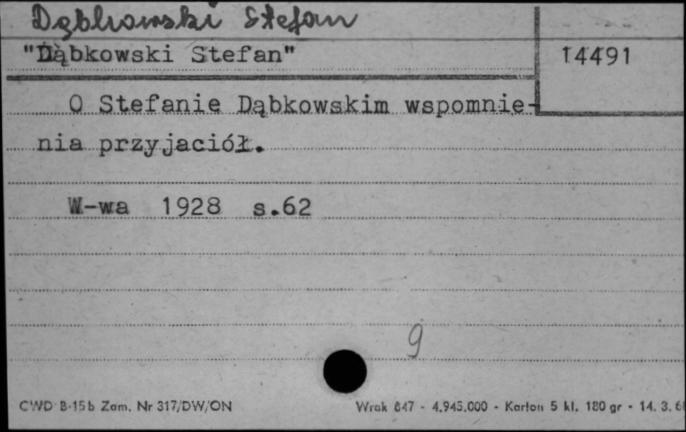 Dąbkowski Stefan
"Dąbkowski Stefan"
14491
O Stefanie Dąbkowskim wspomnie-
nia przyjaciół.
W-wa 1928 s.62
9
CWD B-15b Zam. Nr 317/DW/ON
Wrak 647 - 4.945.000 - Karton 5 kl. 180 gr - 14. 3. 6